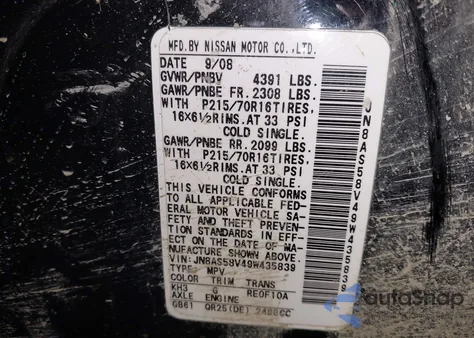 MFD. BY NISSAN MOTOR CO.,LTD.
DATE 9/08
GVWR/PNBV 4391 LBS.
GAWR/PNBE FR. 2308 LBS.
WITH P215/70R16TIRES,
16X6½RIMS.AT 33 PSI
COLD SINGLE.
GAWR/PNBE RR. 2099 LBS.
WITH P215/70R16TIRES,
16X6½RIMS.AT 33 PSI
COLD SINGLE.
THIS VEHICLE CONFORMS
TO ALL APPLICABLE FED-
ERAL MOTOR VEHICLE SA-
FETY AND THEFT PREVEN-
TION STANDARDS IN EFF-
ECT ON THE DATE OF MA-
NUFACTURE SHOWN ABOVE.
VIN: JN8AS58V49W435839
TYPE: MPV
COLOR TRIM TRANS
KH3 G RE0F10A
AXLE ENGINE
GB61 QR25(DE) 2488CC
JN8AS58V49W435839
AutoSnap